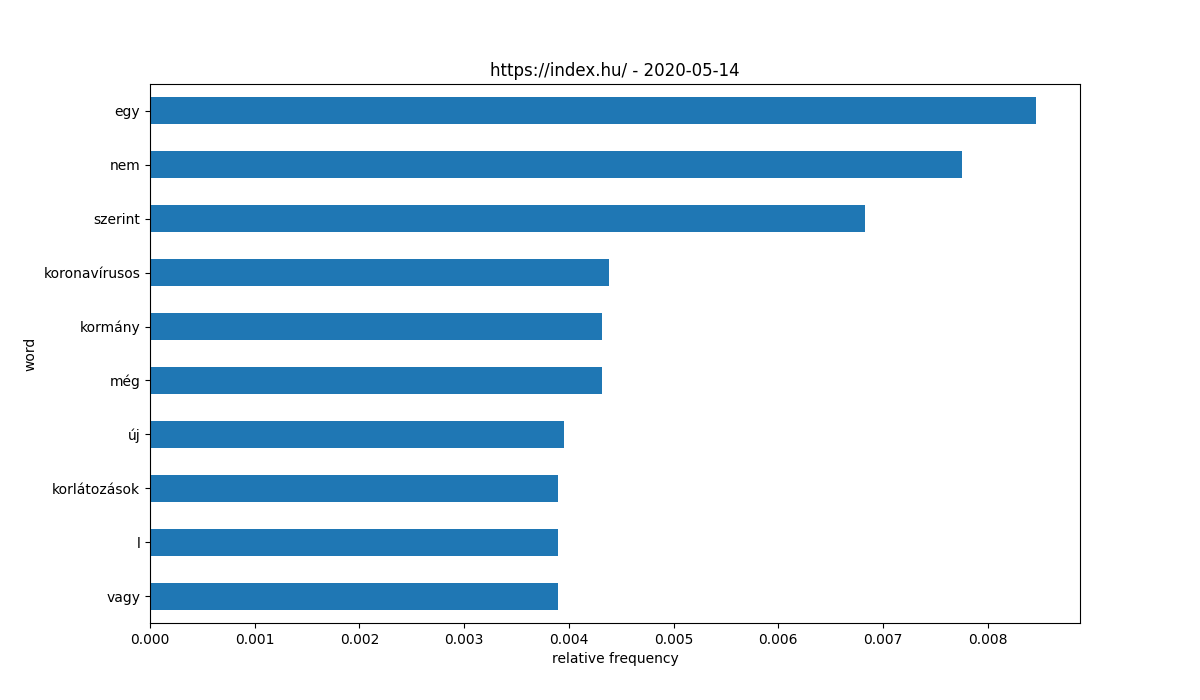 https://index.hu/ - 2020-05-14
egy
nem
szerint
koronavírusos
kormány
még
új
korlátozások
l
vagy
word
0.000 0.001 0.002 0.003 0.004 0.005 0.006 0.007 0.008
relative frequency